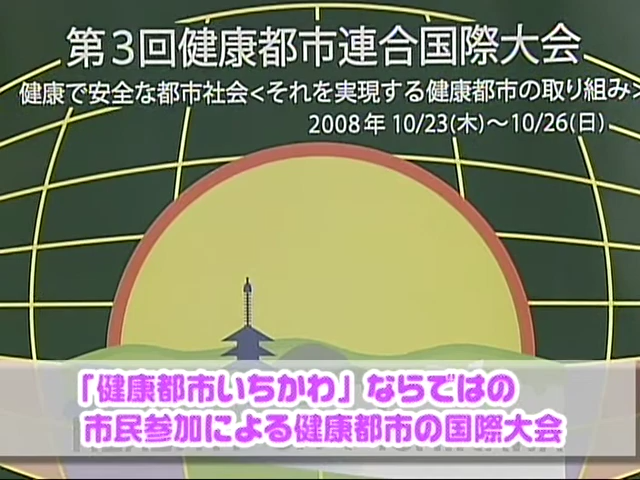 第3回健康都市連合国際大会
健康で安全な都市社会<それを実現する健康都市の取り組み>
2008年 10/23(木)～10/26(日)
「健康都市いちかわ」ならではの
市民参加による健康都市の国際大会